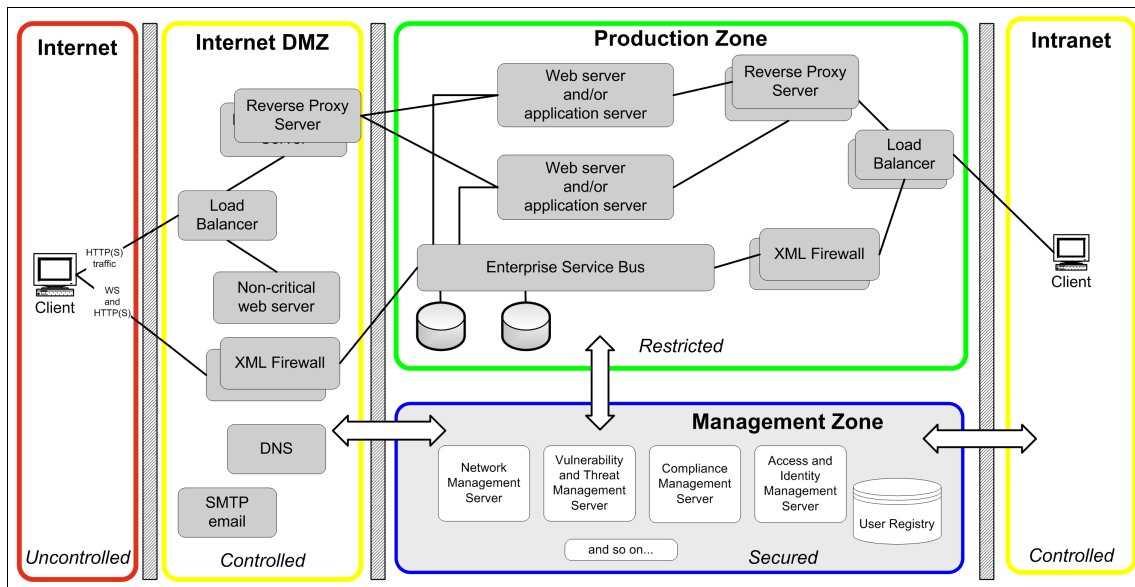 Internet
Client
HTTP(S)
traffic
WS
and
HTTP(S)
Uncontrolled
Internet DMZ
Reverse Proxy
Server
Load
Balancer
Non-critical
web server
XML Firewall
DNS
SMTP
email
Controlled
Production Zone
Web server
and/or
application server
Web server
and/or
application server
Reverse Proxy
Server
Load
Balancer
Enterprise Service Bus
XML Firewall
Restricted
Management Zone
Network
Management
Server
Vulnerability
and Threat
Management
Server
Compliance
Management
Server
Access and
Identity
Management
Server
User Registry
and so on...
Secured
Intranet
Client
Controlled